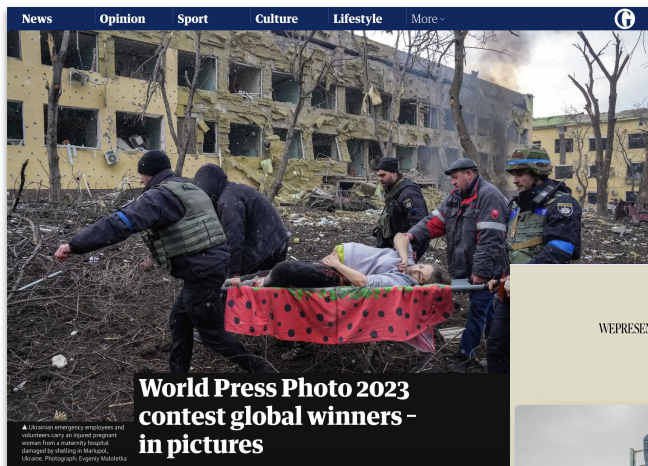 News Opinion Sport Culture Lifestyle More
G
WEPRESEN
World Press Photo 2023
contest global winners –
in pictures
▲ Ukrainian emergency employees and
volunteers carry an injured pregnant
woman from a maternity hospital
damaged by shelling in Mariupol,
Ukraine. Photograph: Evgeniy Maloletka